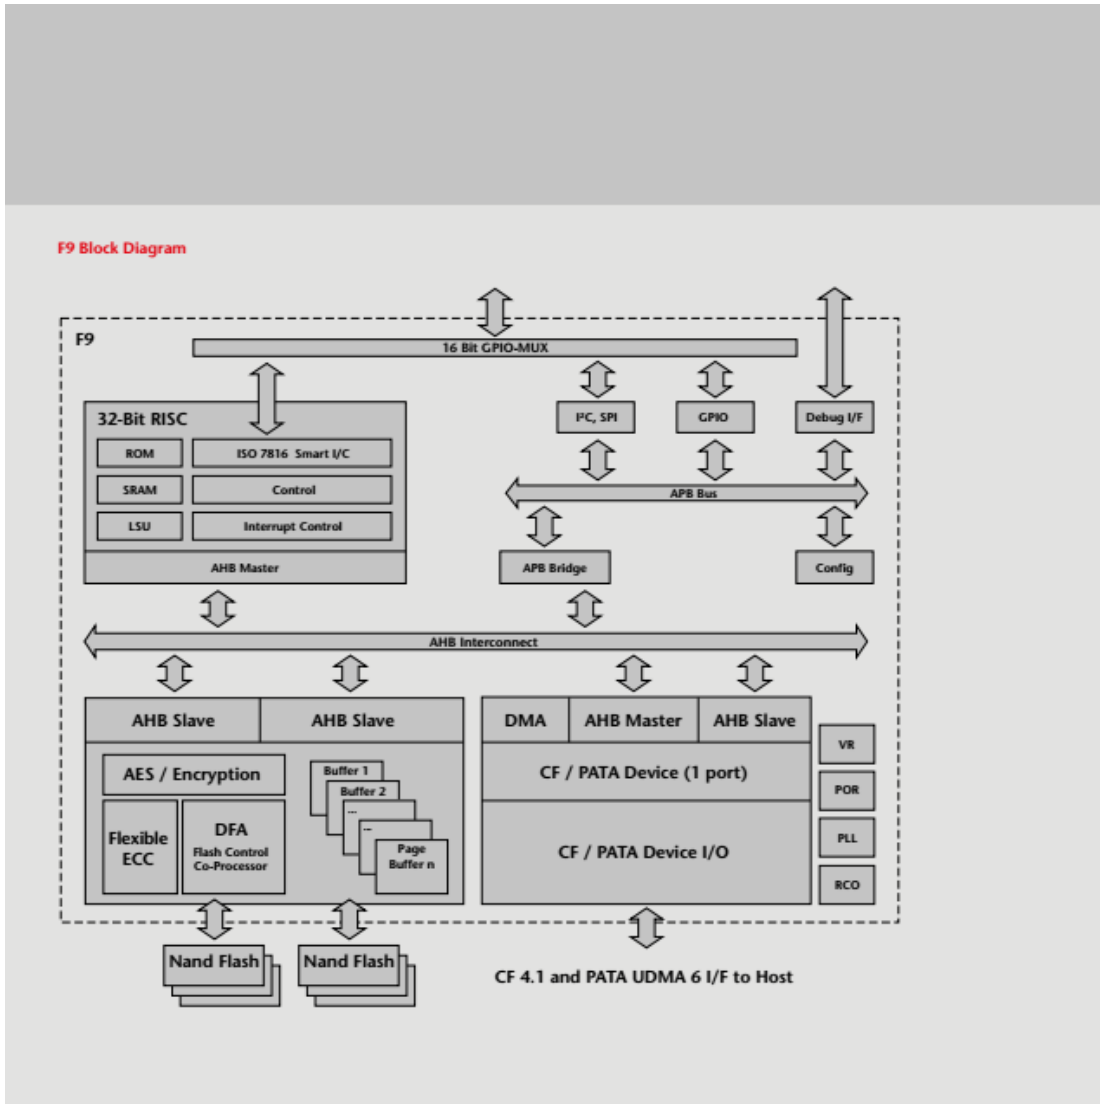 F9 Block Diagram
F9
16 Bit GPIO-MUX
32-Bit RISC
ROM
ISO 7816 Smart I/C
SRAM
Control
LSU
Interrupt Control
AHB Master
I²C, SPI
GPIO
Debug I/F
APB Bus
APB Bridge
Config
AHB Interconnect
AHB Slave
AHB Slave
AES / Encryption
Flexible
ECC
DFA
Flash Control
Co-Processor
Buffer 1
Buffer 2
...
...
Page
Buffer n
DMA
AHB Master
AHB Slave
CF / PATA Device (1 port)
CF / PATA Device I/O
VR
POR
PLL
RCO
Nand Flash
Nand Flash
CF 4.1 and PATA UDMA 6 I/F to Host